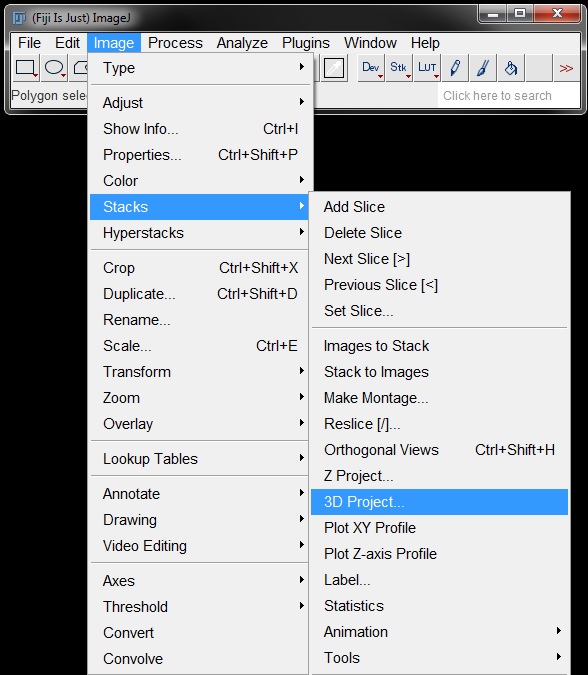 (Fiji Is Just) ImageJ
File Edit Image Process Analyze Plugins Window Help
Dev Stk LUT >>
Polygon sele
Click here to search
Type
Adjust
Show Info... Ctrl+I
Properties... Ctrl+Shift+P
Color
Stacks
Hyperstacks
Crop Ctrl+Shift+X
Duplicate... Ctrl+Shift+D
Rename...
Scale... Ctrl+E
Transform
Zoom
Overlay
Lookup Tables
Annotate
Drawing
Video Editing
Axes
Threshold
Convert
Convolve
Add Slice
Delete Slice
Next Slice [>]
Previous Slice [<]
Set Slice...
Images to Stack
Stack to Images
Make Montage...
Reslice [/]...
Orthogonal Views Ctrl+Shift+H
Z Project...
3D Project...
Plot XY Profile
Plot Z-axis Profile
Label...
Statistics
Animation
Tools